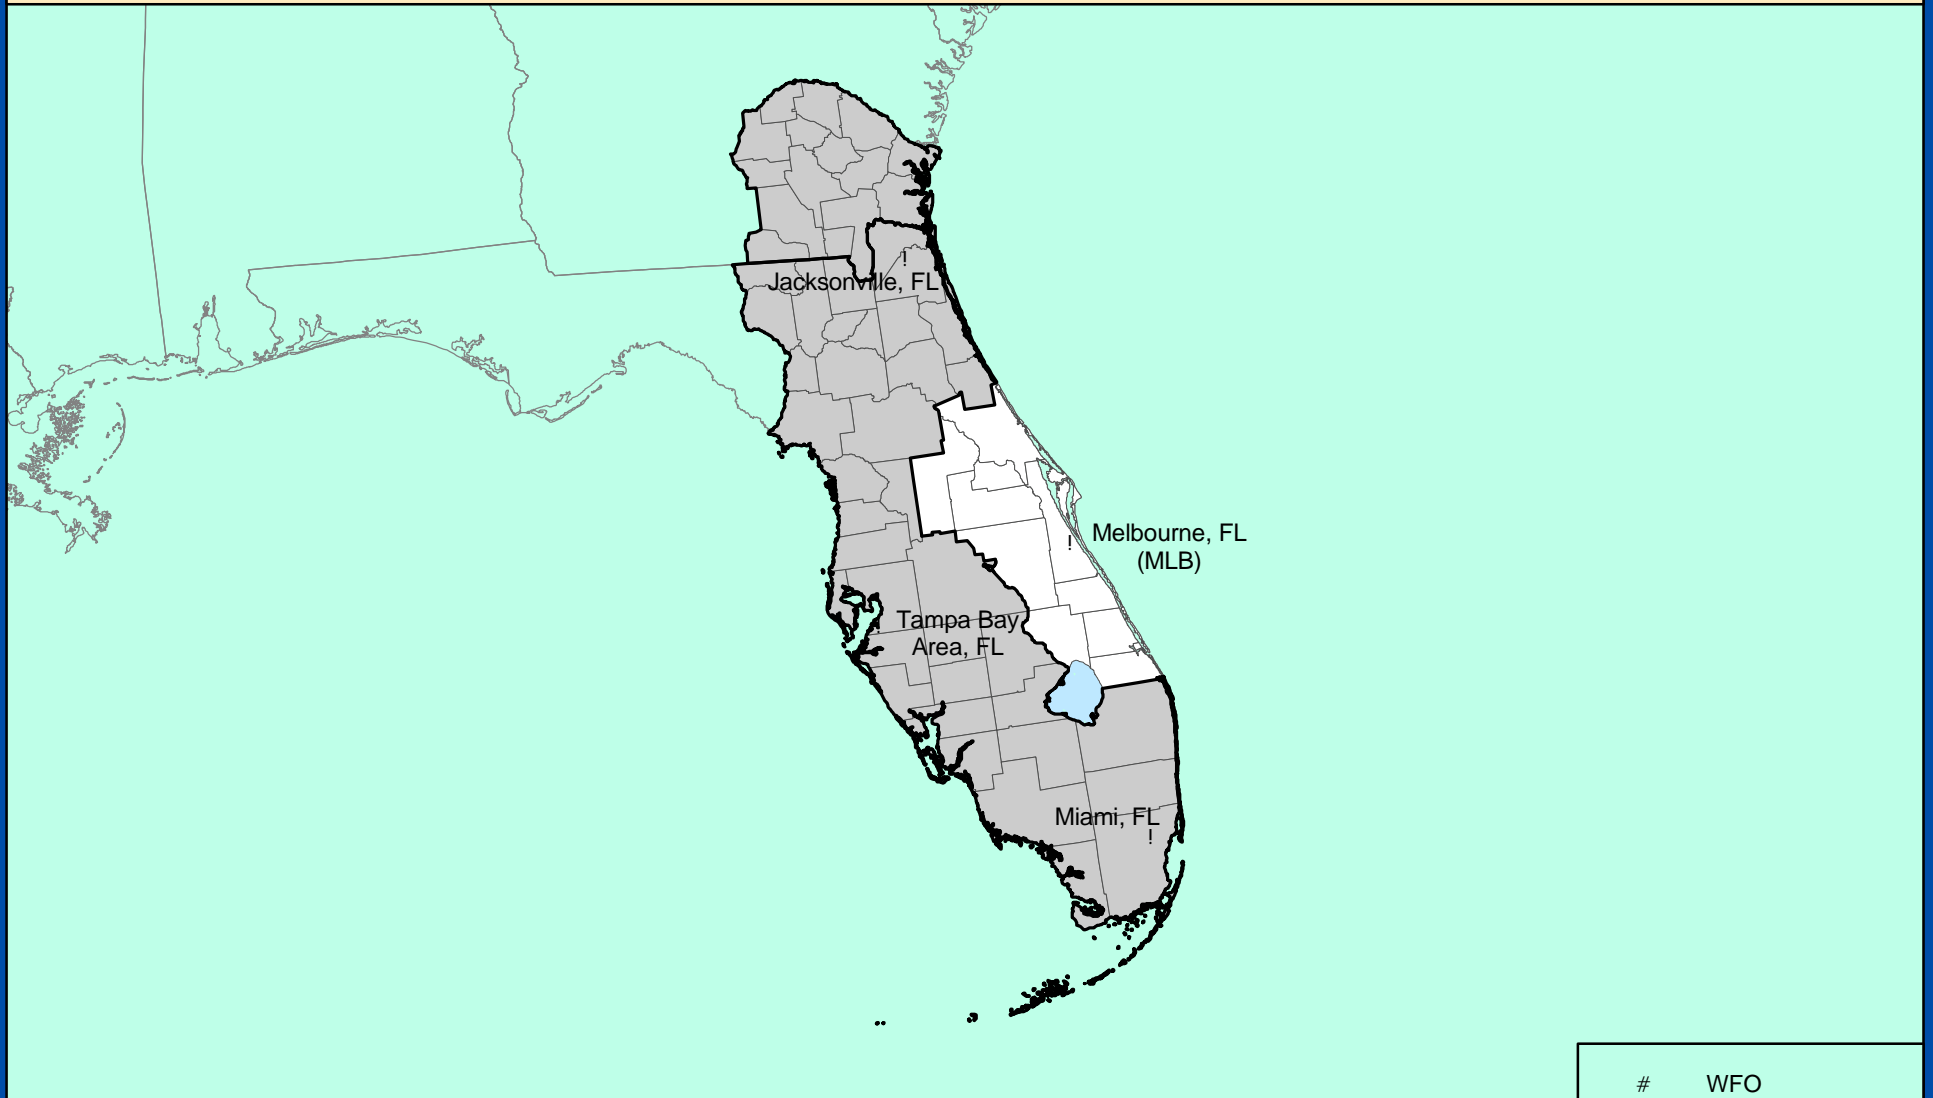 !
Jacksonville, FL
Melbourne, FL
(MLB)
!
Tampa Bay
Area, FL
!
Miami, FL
!
# WFO